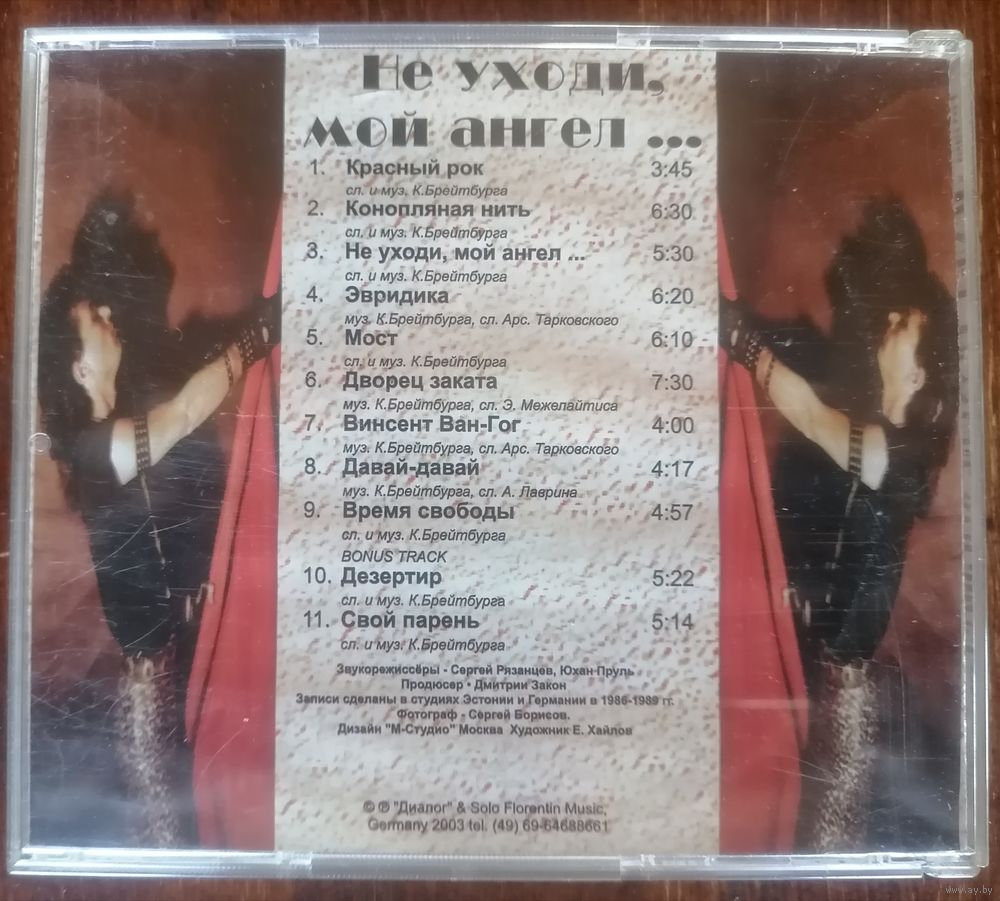 Не уходи,
мой ангел ...
1. Красный рок 3:45
сл. и муз. К.Брейтбурга
2. Конопляная нить 6:30
сл. и муз. К.Брейтбурга
3. Не уходи, мой ангел ... 5:30
сл. и муз. К.Брейтбурга
4. Эвридика 6:20
муз. К.Брейтбурга, сл. Арс. Тарковского
5. Мост 6:10
сл. и муз. К.Брейтбурга
6. Дворец заката 7:30
муз. К.Брейтбурга, сл. Э. Межелайтиса
7. Винсент Ван-Гог 4:00
муз. К.Брейтбурга, сл. Арс. Тарковского
8. Давай-давай 4:17
муз. К.Брейтбурга, сл. А. Лаврина
9. Время свободы 4:57
сл. и муз. К.Брейтбурга
BONUS TRACK
10. Дезертир 5:22
сл. и муз. К.Брейтбурга
11. Свой парень 5:14
сл. и муз. К.Брейтбурга
Звукорежиссёры - Сергей Рязанцев, Юхан Пруль
Продюсер • Дмитрии Закон
Записи сделаны в студиях Эстонии и Германии в 1986-1989 гг.
Фотограф - Сергей Борисов.
Дизайн "М-Студио" Москва Художник Е. Хайлов
© ℗ "Диалог" & Solo Florentin Music,
Germany 2003 tel. (49) 69-64688661
www.ay.by